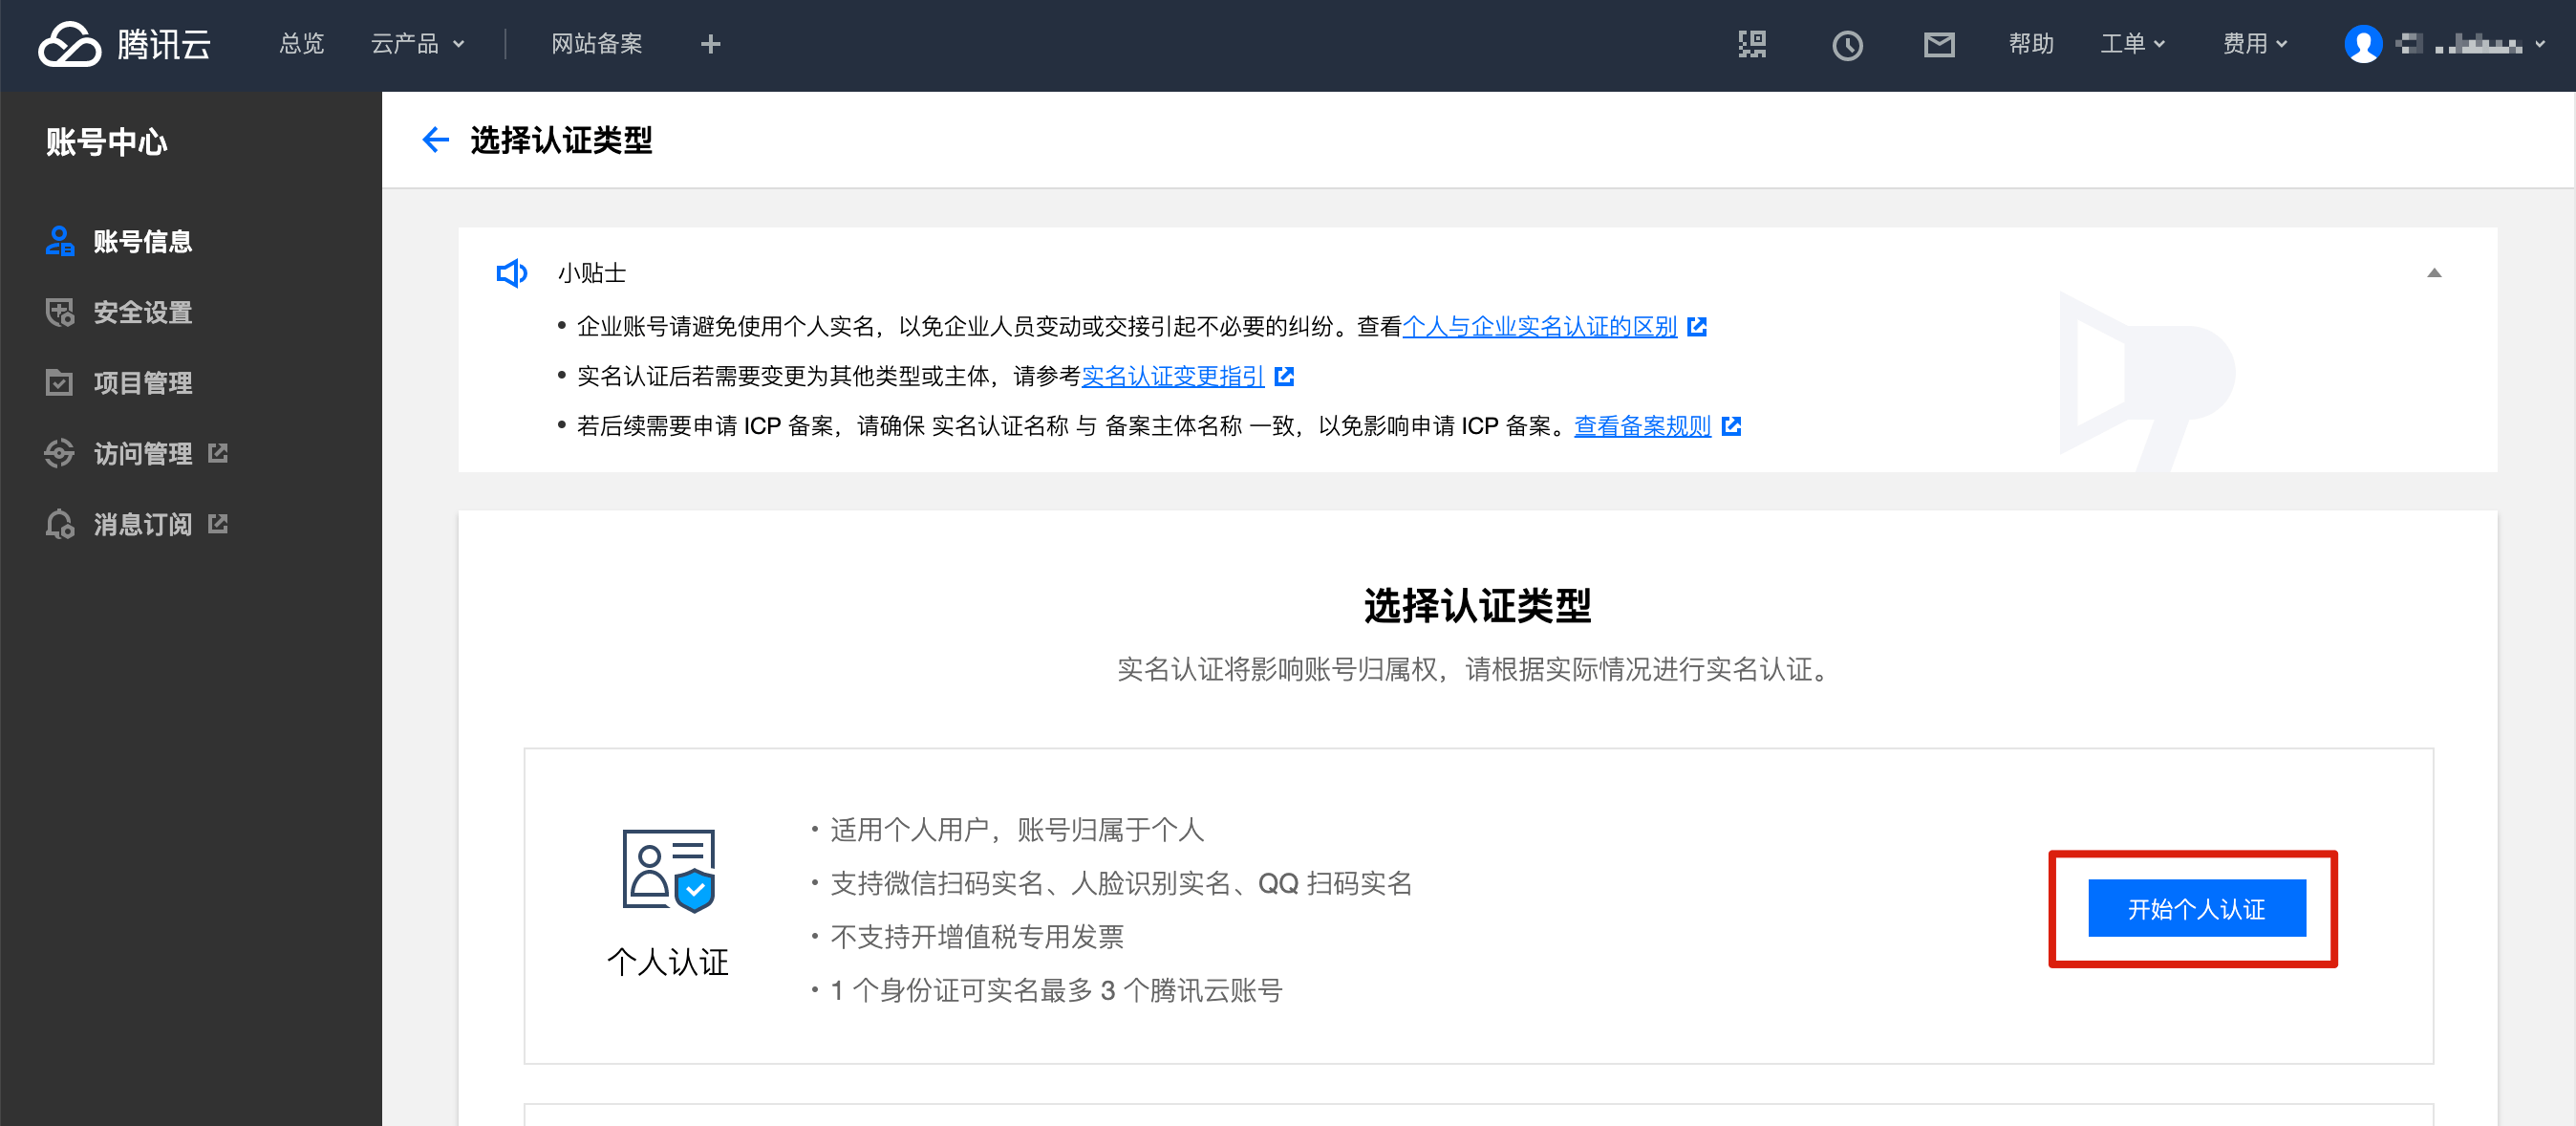 腾讯云
总览
云产品
网站备案
帮助
工单
费用
账号中心
账号信息
安全设置
项目管理
访问管理
消息订阅
选择认证类型
小贴士
• 企业账号请避免使用个人实名，以免企业人员变动或交接引起不必要的纠纷。查看个人与企业实名认证的区别
• 实名认证后若需要变更为其他类型或主体，请参考实名认证变更指引
• 若后续需要申请 ICP 备案，请确保 实名认证名称 与 备案主体名称 一致，以免影响申请 ICP 备案。查看备案规则
选择认证类型
实名认证将影响账号归属权，请根据实际情况进行实名认证。
个人认证
· 适用个人用户，账号归属于个人
· 支持微信扫码实名、人脸识别实名、QQ 扫码实名
· 不支持开增值税专用发票
· 1 个身份证可实名最多 3 个腾讯云账号
开始个人认证